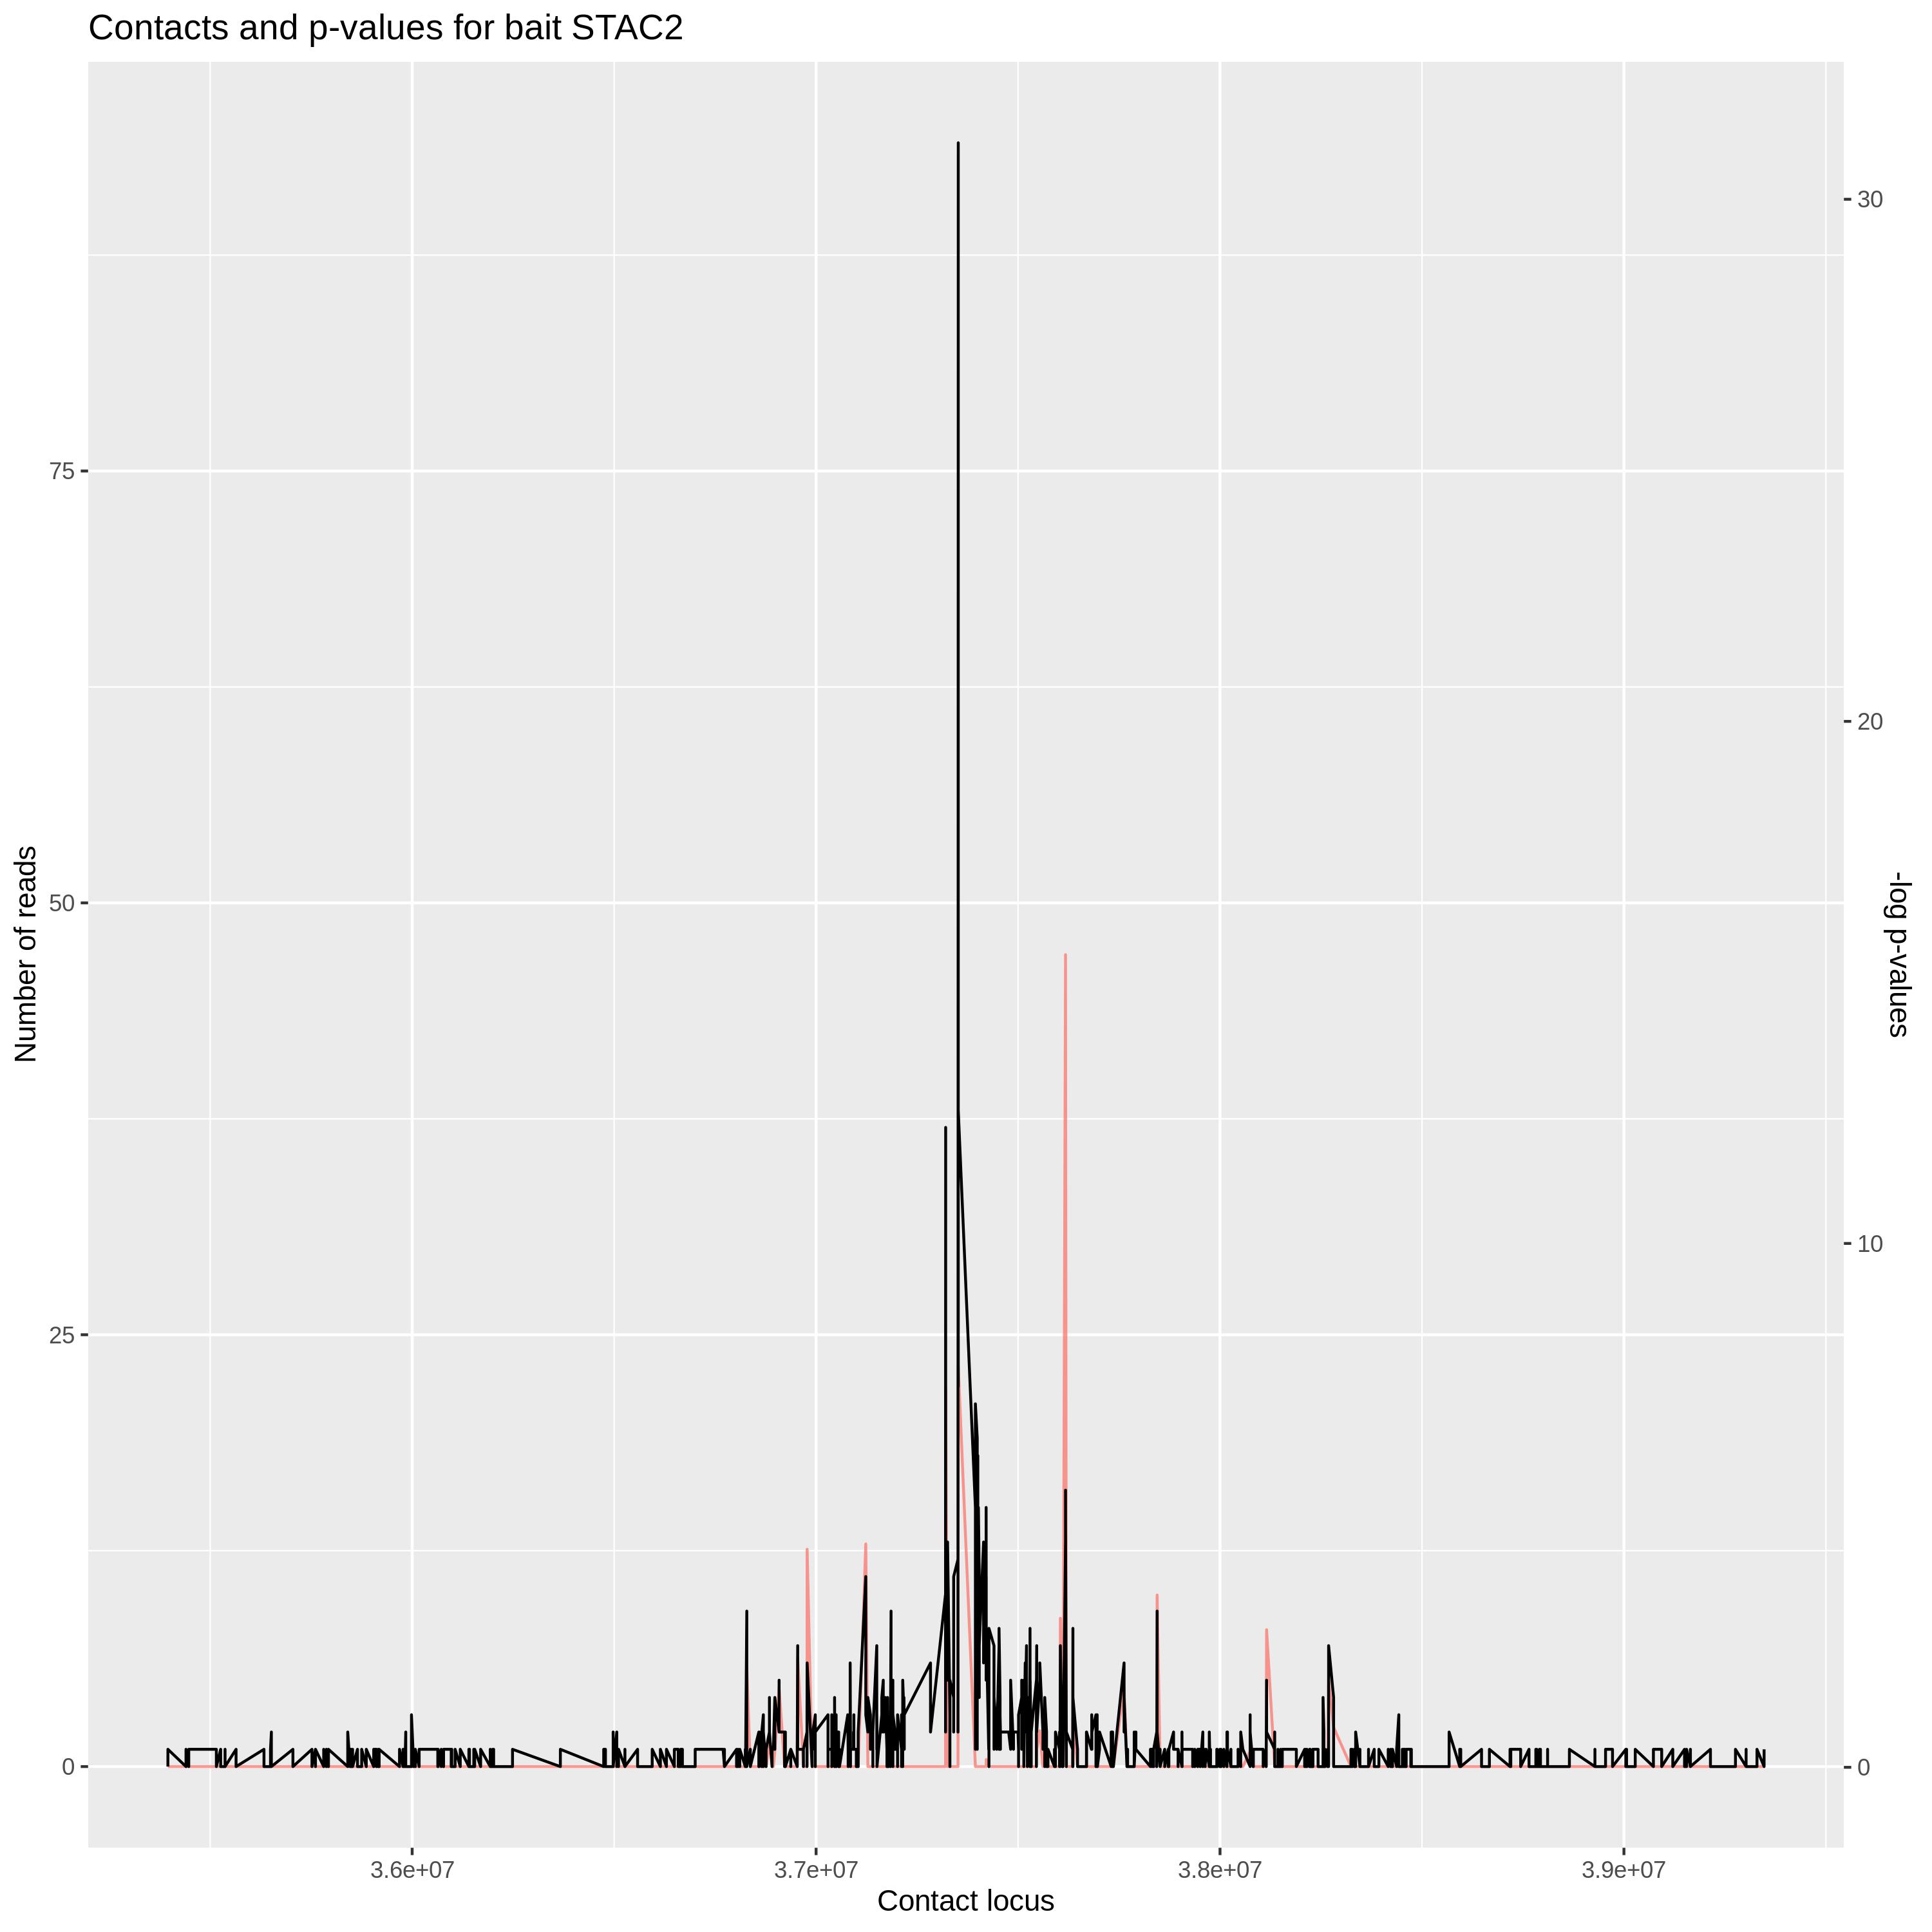 Contacts and p-values for bait STAC2
30
75
20
50
Number of reads
-log p-values
10
25
0
0
3.6e+07
3.7e+07
3.8e+07
3.9e+07
Contact locus